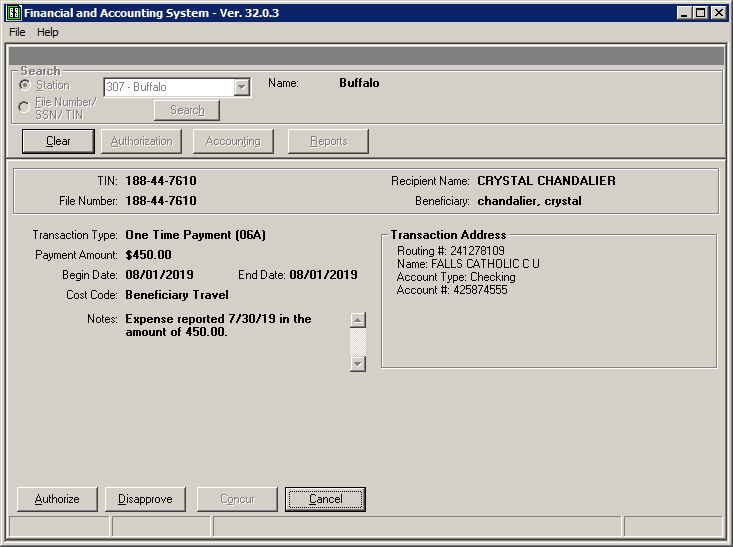 Financial and Accounting System - Ver. 32.0.3
File Help
Search
Station 307 - Buffalo Name: Buffalo
File Number/
SSN/ TIN Search
Clear Authorization Accounting Reports
TIN: 188-44-7610 Recipient Name: CRYSTAL CHANDALIER
File Number: 188-44-7610 Beneficiary: chandalier, crystal
Transaction Type: One Time Payment (06A)
Payment Amount: $450.00
Begin Date: 08/01/2019 End Date: 08/01/2019
Cost Code: Beneficiary Travel
Notes: Expense reported 7/30/19 in the
amount of 450.00.
Transaction Address
Routing #: 241278109
Name: FALLS CATHOLIC C U
Account Type: Checking
Account #: 425874555
Authorize Disapprove Concur Cancel